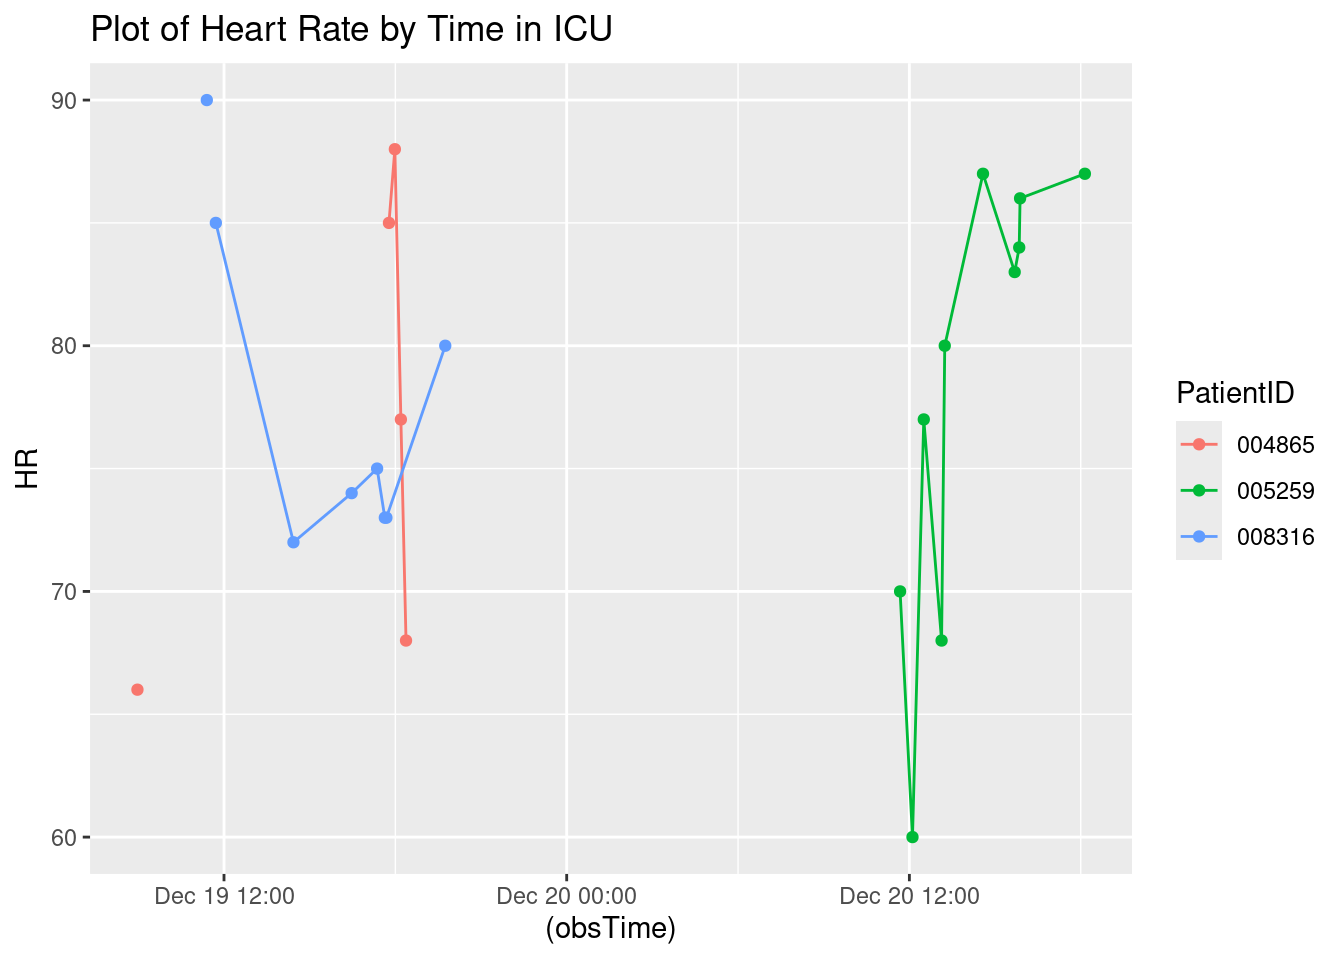 Plot of Heart Rate by Time in ICU
90
80
70
60
HR
Dec 19 12:00
Dec 20 00:00
Dec 20 12:00
(obsTime)
PatientID
004865
005259
008316